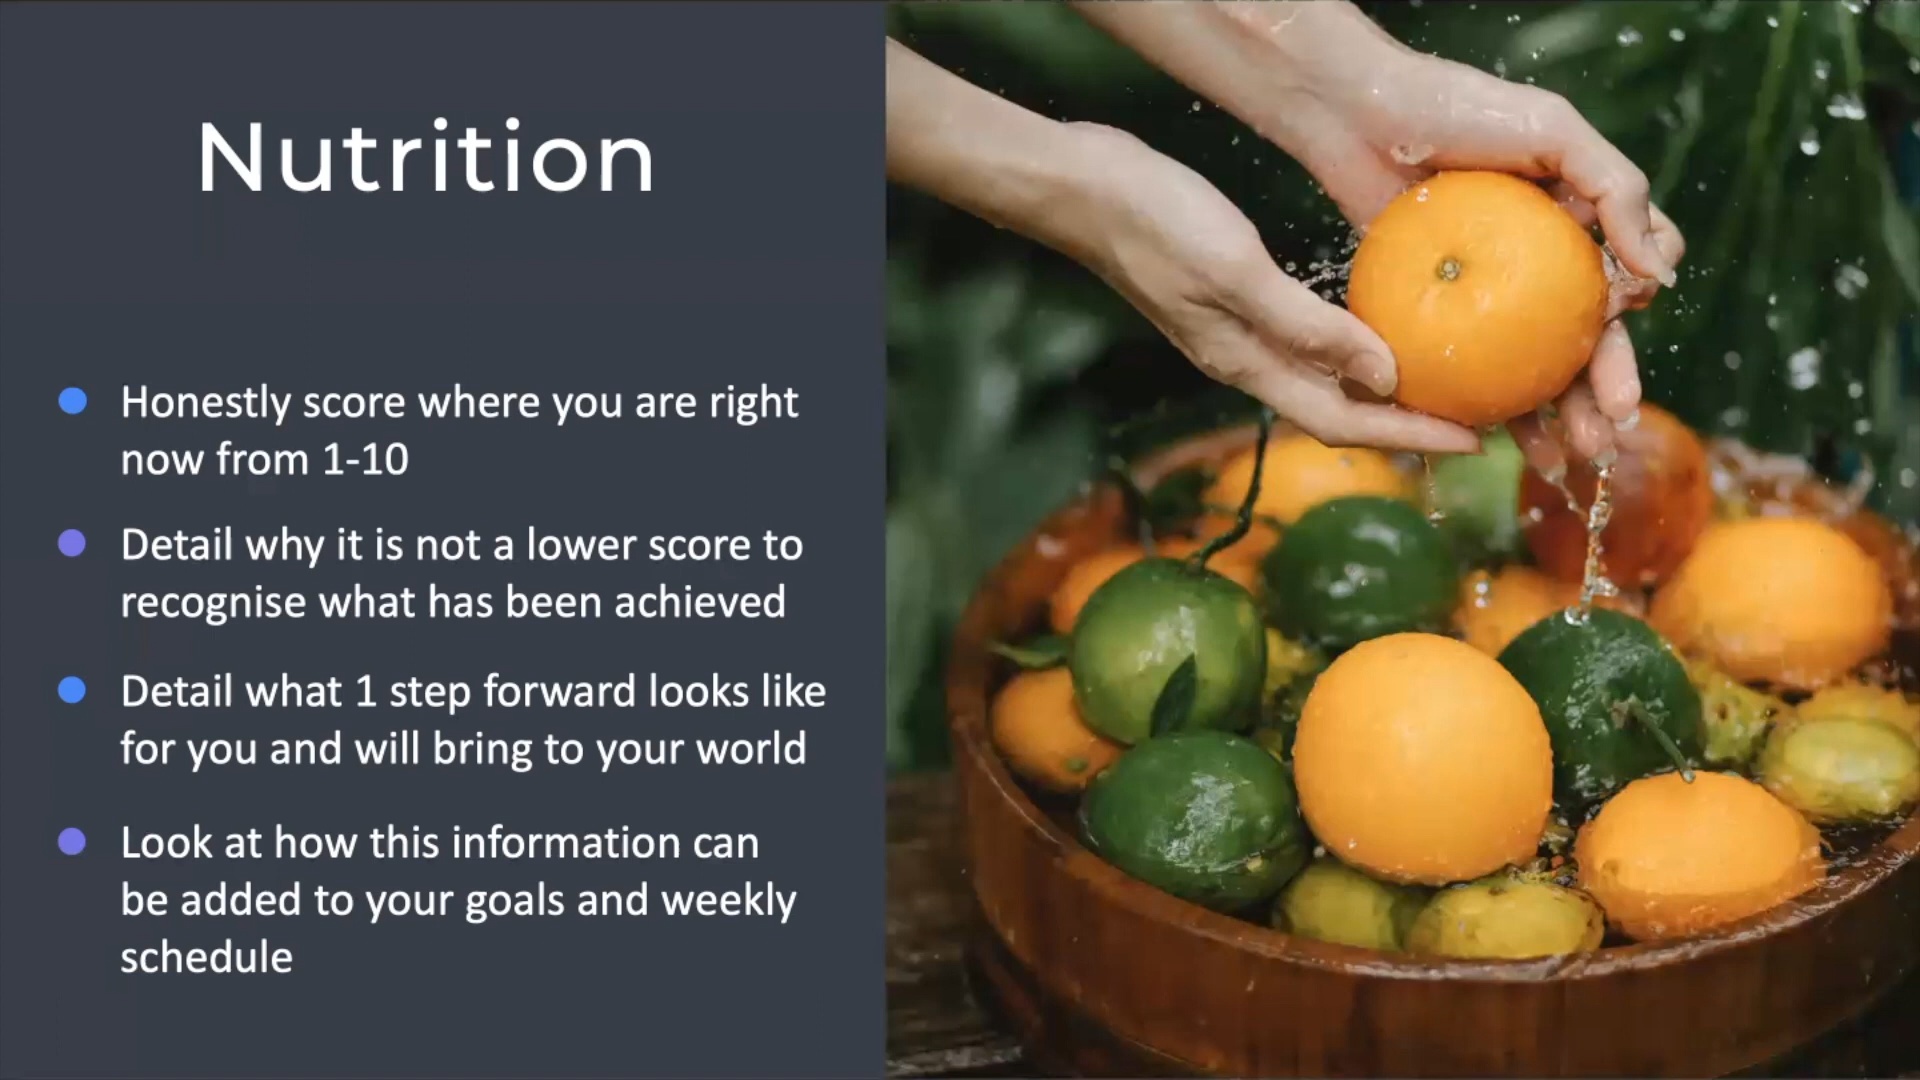 Nutrition
Honestly score where you are right
now from 1-10
Detail why it is not a lower score to
recognise what has been achieved
Detail what 1 step forward looks like
for you and will bring to your world
Look at how this information can
be added to your goals and weekly
schedule